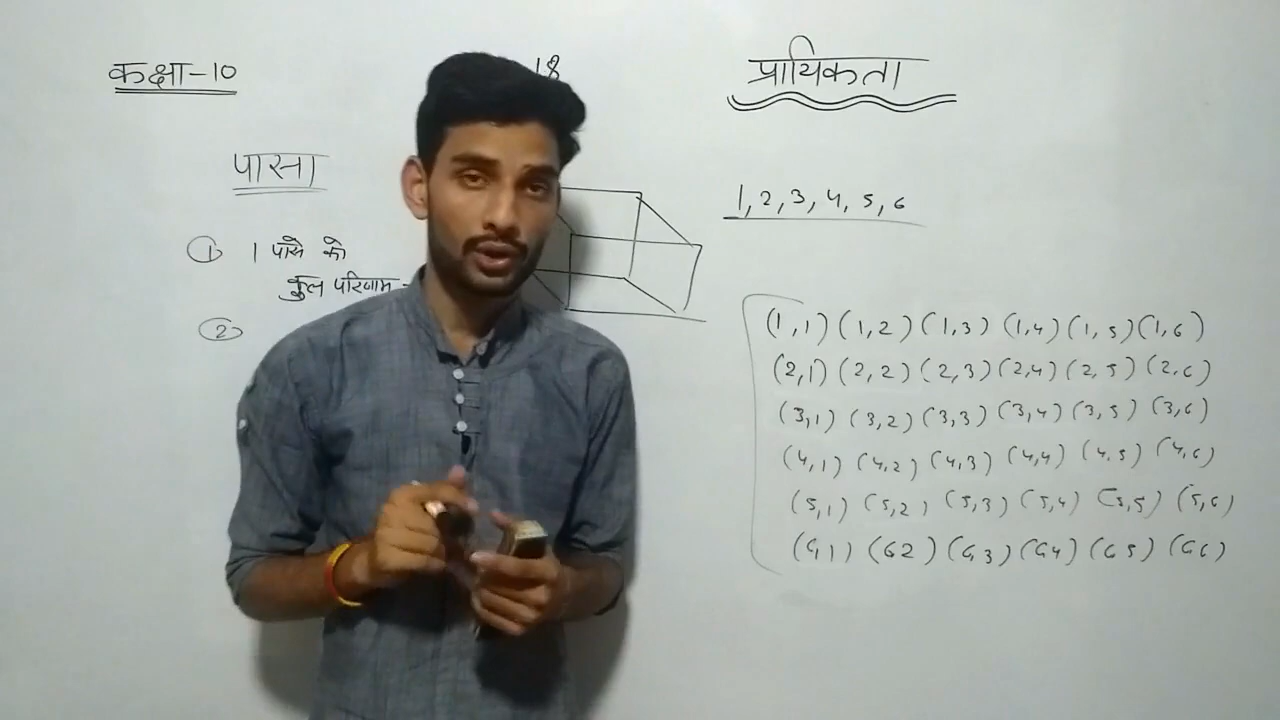 कक्षा-10
18
प्रायिकता
पासा
1, 2, 3, 4, 5, 6
① 1 पासे को
कुल परिणाम -
②
(1,1) (1,2) (1,3) (1,4) (1,5) (1,6)
(2,1) (2,2) (2,3) (2,4) (2,5) (2,6)
(3,1) (3,2) (3,3) (3,4) (3,5) (3,6)
(4,1) (4,2) (4,3) (4,4) (4,5) (4,6)
(5,1) (5,2) (5,3) (5,4) (5,5) (5,6)
(6,1) (6 2) (6,3) (6 4) (6 5) (6 6)